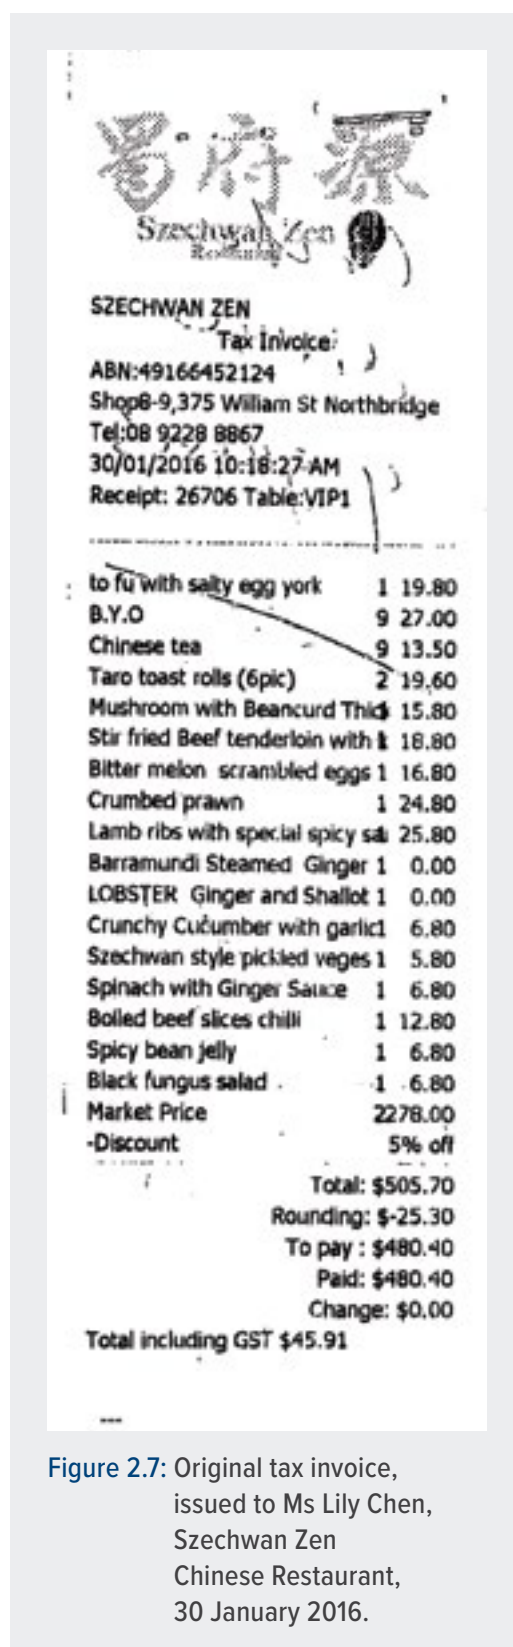 蜀府源
Szechwan Zen
Restaurant
SZECHWAN ZEN
Tax Invoice:
ABN:49166452124
Shop8-9,375 William St Northbridge
Tel:08 9228 8867
30/01/2016 10:18:27 AM
Receipt: 26706 Table:VIP1
to fu with salty egg york 1 19.80
B.Y.O 9 27.00
Chinese tea 9 13.50
Taro toast rolls (6pic) 2 19.60
Mushroom with Beancurd Thic 15.80
Stir fried Beef tenderloin with 1 18.80
Bitter melon scrambled eggs 1 16.80
Crumbed prawn 1 24.80
Lamb ribs with special spicy sa 25.80
Barramundi Steamed Ginger 1 0.00
LOBSTER Ginger and Shallot 1 0.00
Crunchy Cucumber with garlic1 6.80
Szechwan style pickled veges 1 5.80
Spinach with Ginger Sauce 1 6.80
Boiled beef slices chilli 1 12.80
Spicy bean jelly 1 6.80
Black fungus salad 1 6.80
Market Price 2278.00
-Discount 5% off
Total: $505.70
Rounding: $-25.30
To pay : $480.40
Paid: $480.40
Change: $0.00
Total including GST $45.91
Figure 2.7: Original tax invoice,
issued to Ms Lily Chen,
Szechwan Zen
Chinese Restaurant,
30 January 2016.